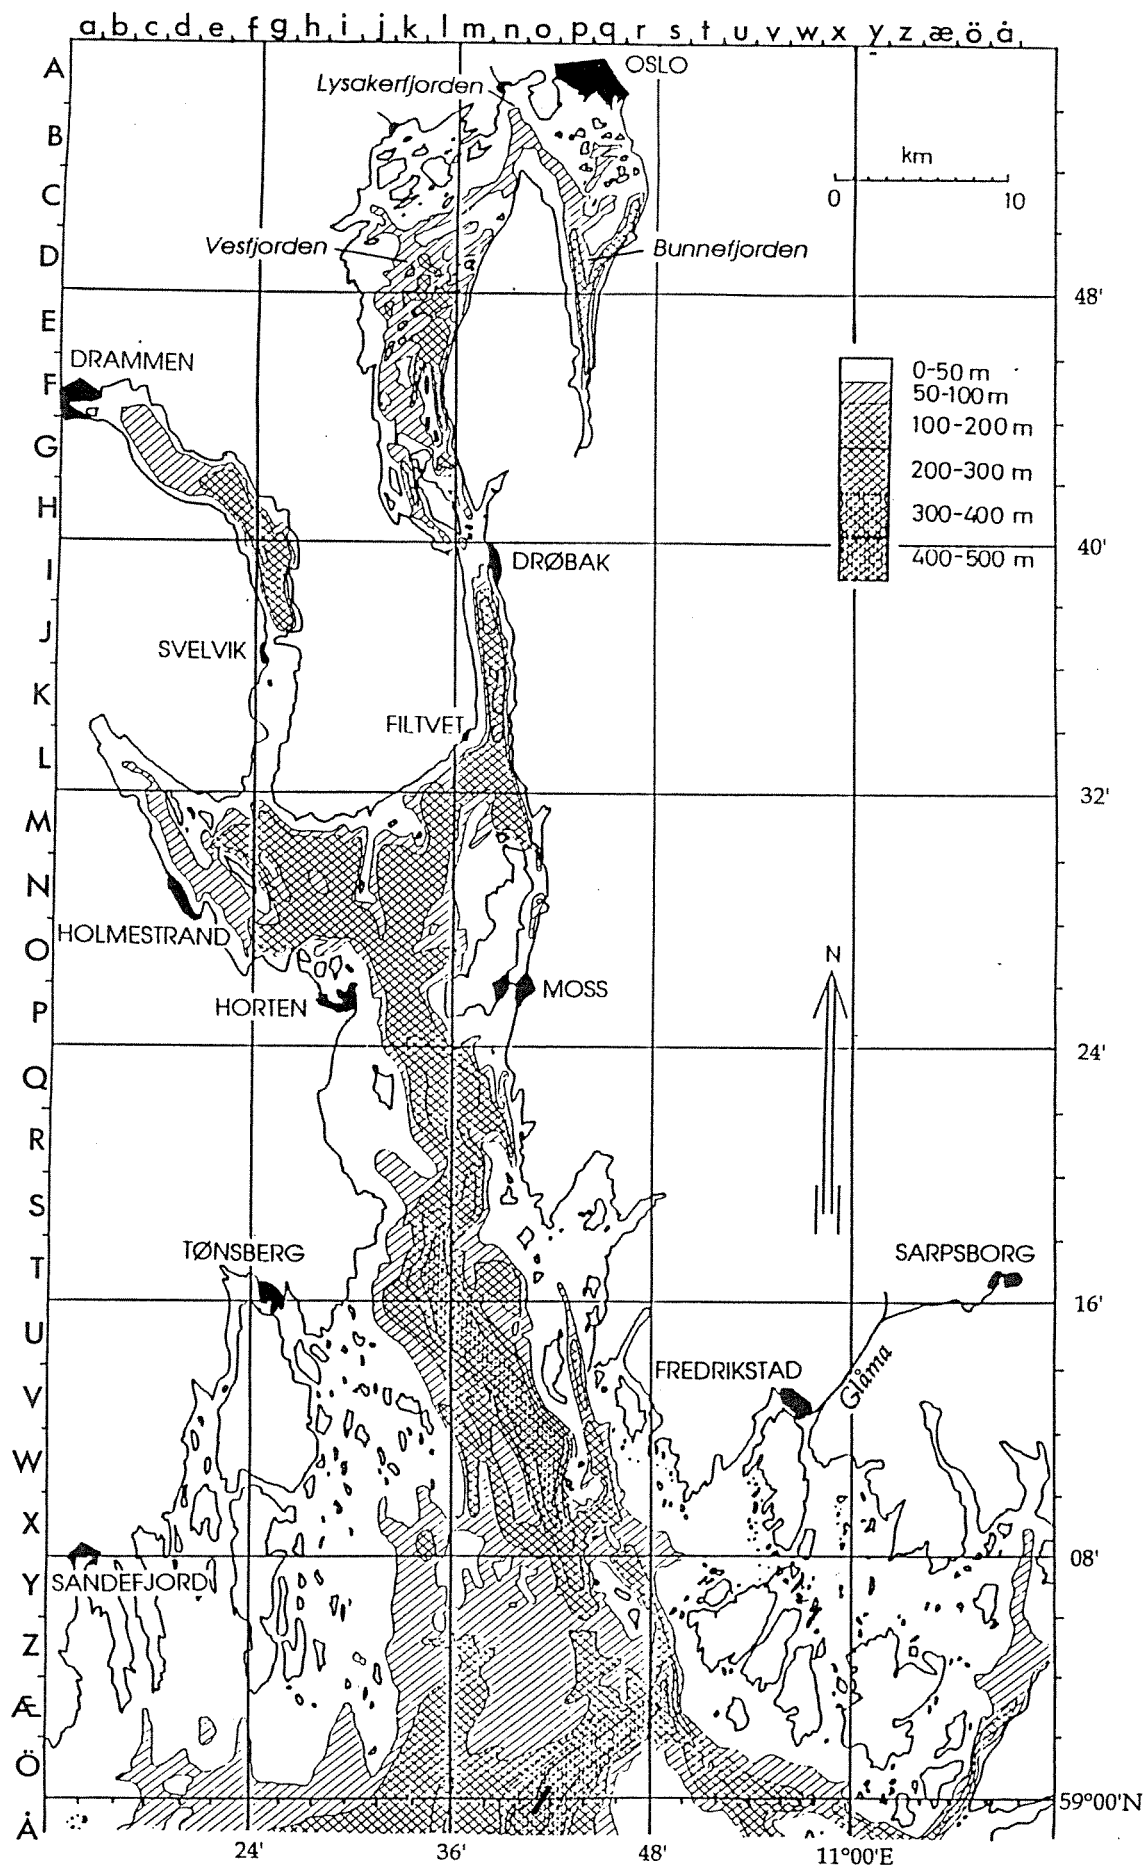 a b c d e f g h i j k l m n o p q r s t u v w x y z æ ö å
A
OSLO
Lysakerfjorden
B
km
C
0 10
Vesfjorden
D
Bunnefjorden
48'
E
DRAMMEN
F
0-50 m
50-100 m
100-200 m
G
200-300 m
H
300-400 m
40'
400-500 m
I
DRØBAK
J
SVELVIK
K
FILTVET
L
32'
M
N
HOLMESTRAND
O
N
MOSS
P
HORTEN
24'
Q
R
S
TØNSBERG
SARPSBORG
T
16'
U
FREDRIKSTAD
Glåma
V
W
X
08'
SANDEFJORD
Y
Z
Æ
Ö
59°00'N
Å
24' 36' 48' 11°00'E